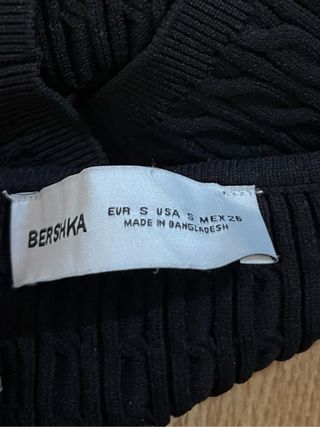 BERSHKA
EUR S USA S MEX 26
MADE IN BANGLADESH